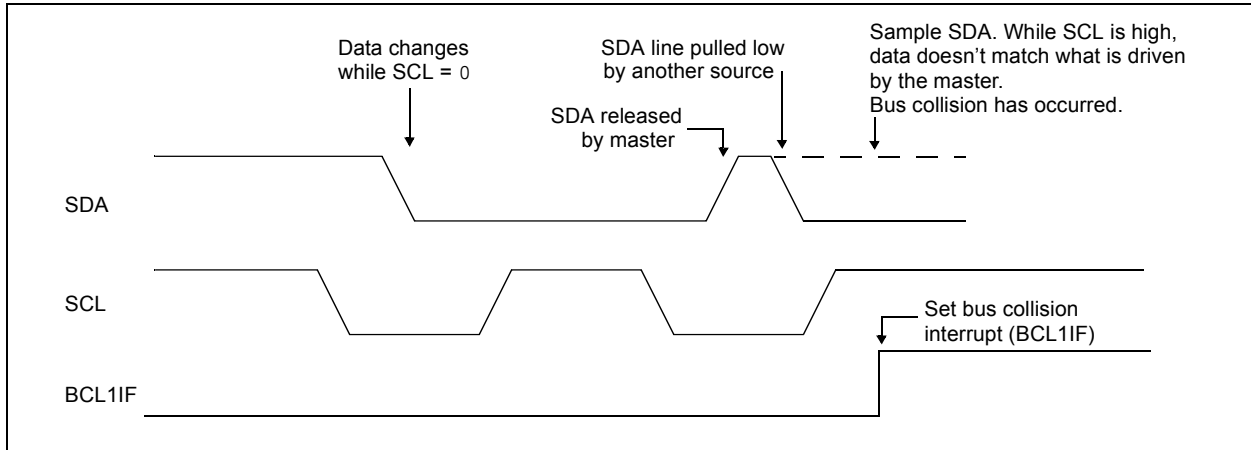 Data changes
while SCL = 0
SDA line pulled low
by another source
SDA released
by master
Sample SDA. While SCL is high,
data doesn’t match what is driven
by the master.
Bus collision has occurred.
SDA
SCL
Set bus collision
interrupt (BCL1IF)
BCL1IF